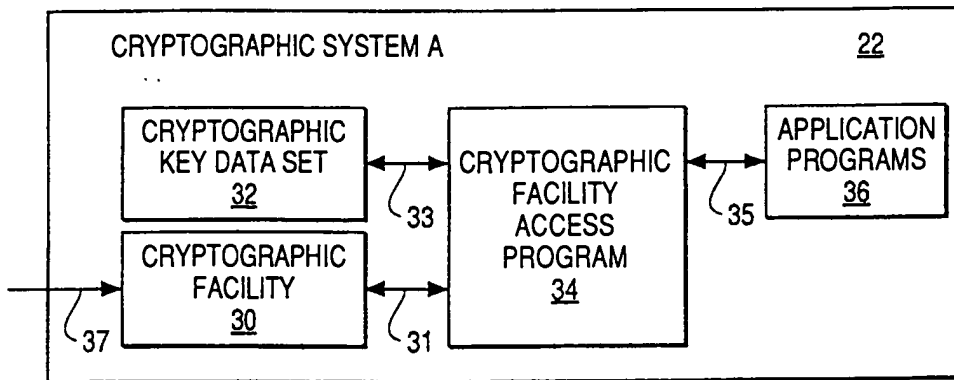 CRYPTOGRAPHIC SYSTEM A
22
CRYPTOGRAPHIC
KEY DATA SET
32
33
CRYPTOGRAPHIC
FACILITY
30
37
31
CRYPTOGRAPHIC
FACILITY
ACCESS
PROGRAM
34
35
APPLICATION
PROGRAMS
36